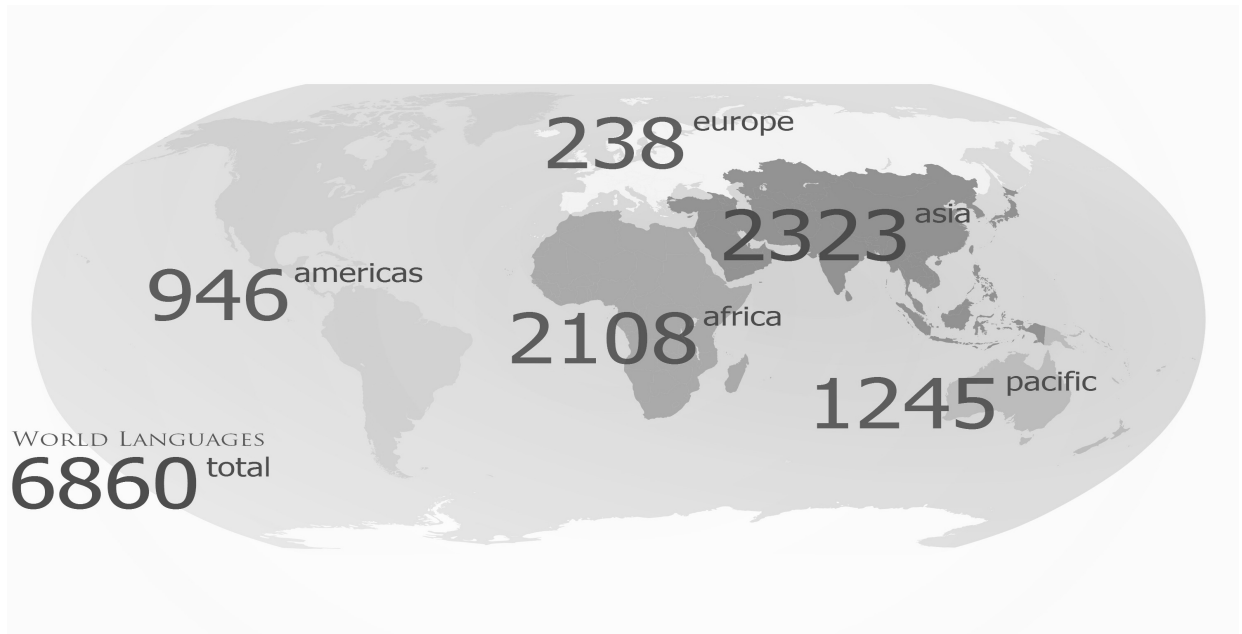 238 europe
2323 asia
946 americas
2108 africa
1245 pacific
World Languages
6860 total